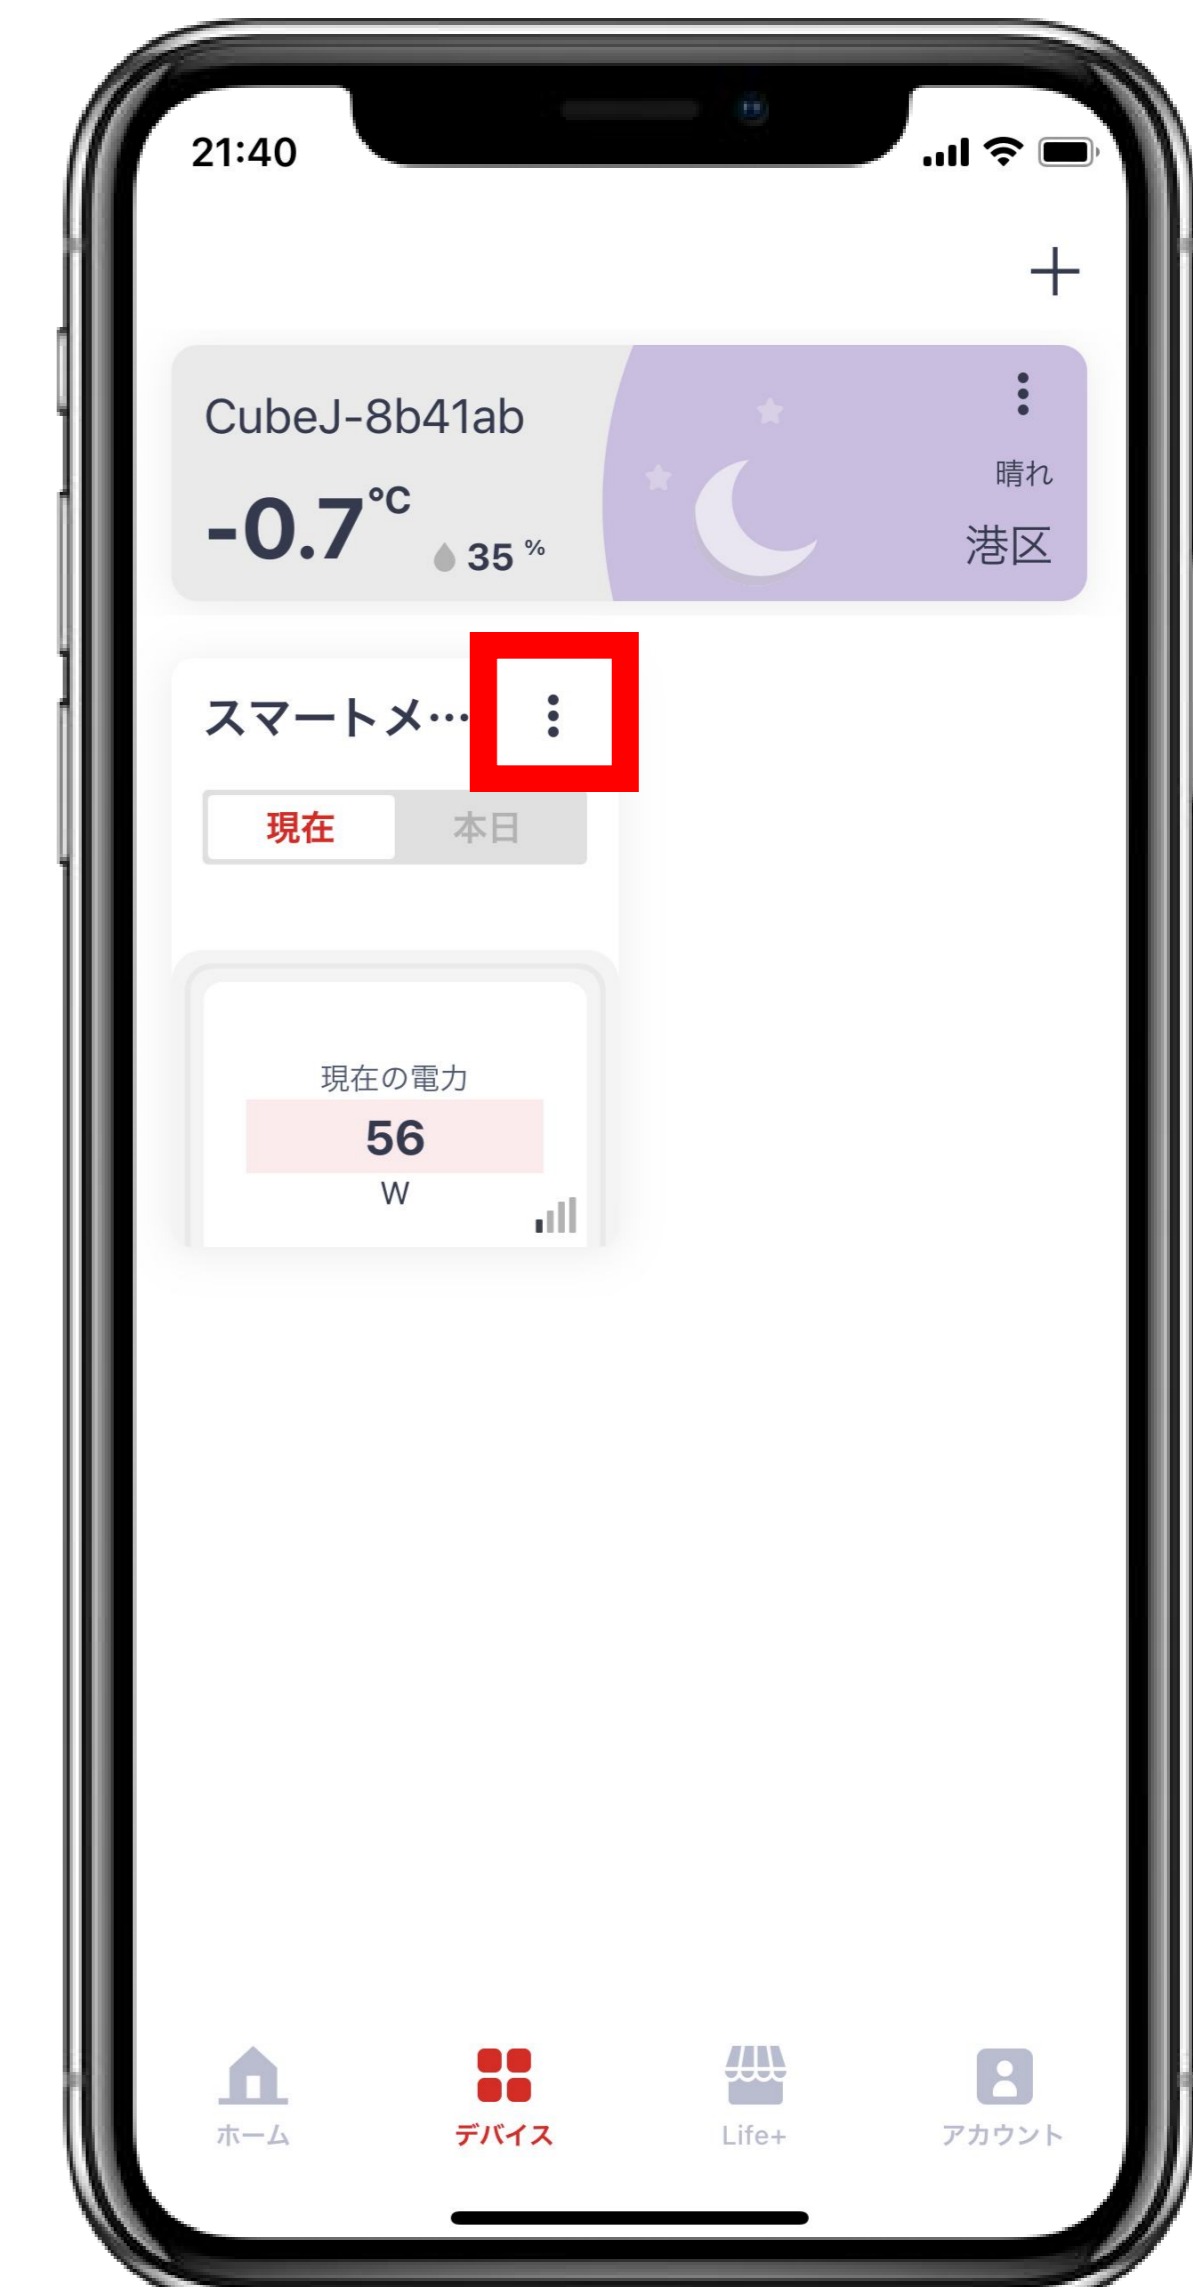 21:40
CubeJ-8b41ab
-0.7℃
35 %
晴れ
港区
スマートメ…
現在
本日
現在の電力
56
W
ホーム
デバイス
Life+
アカウント